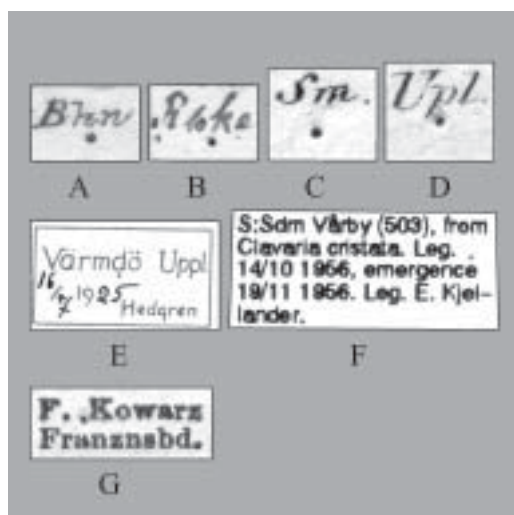 Bhn
Sm.
Upl.
A
B
C
D
Värmdö Uppl
16/7 1925
Hedgren
S:Sdm Vårby (503), from
Clavaria cristata. Leg.
14/10 1956, emergence
19/11 1956. Leg. E. Kjel-
lander.
E
F
F. Kowarz
Franznsbd.
G